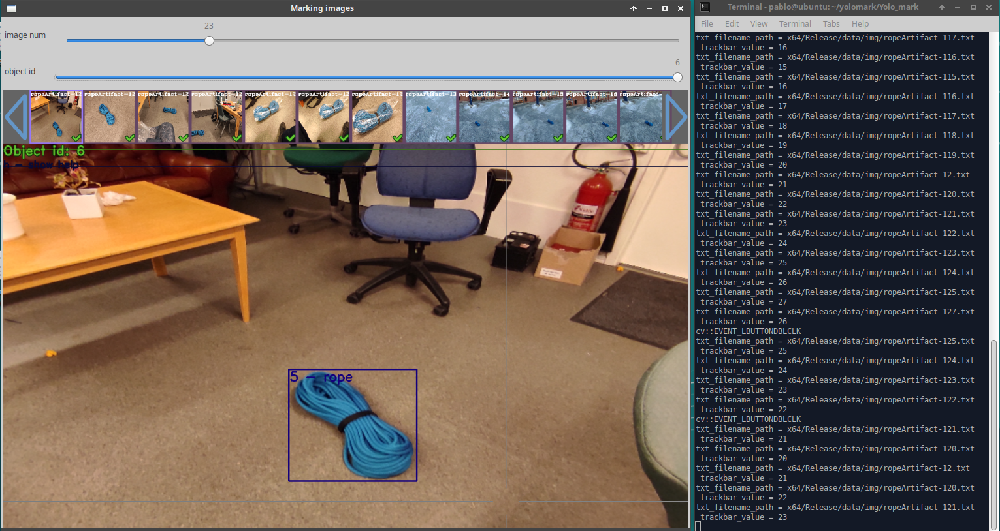 Marking images
image num
23
object id
6
ropeArtifact-12
ropeArtifact-12
ropeArtifact-12
ropeArtifact-12
ropeArtifact-12
ropeArtifact-12
ropeArtifact-12
ropeArtifact-13
ropeArtifact-14
ropeArtifact-15
ropeArtifact-16
ropeArtifact-
Object id: 6
h - show help
5 - rope
Terminal - pablo@ubuntu: ~/yolomark/Yolo_mark
File Edit View Terminal Tabs Help
txt_filename_path = x64/Release/data/img/ropeArtifact-117.txt
trackbar_value = 16
txt_filename_path = x64/Release/data/img/ropeArtifact-116.txt
trackbar_value = 15
txt_filename_path = x64/Release/data/img/ropeArtifact-115.txt
trackbar_value = 16
txt_filename_path = x64/Release/data/img/ropeArtifact-116.txt
trackbar_value = 17
txt_filename_path = x64/Release/data/img/ropeArtifact-117.txt
trackbar_value = 18
txt_filename_path = x64/Release/data/img/ropeArtifact-118.txt
trackbar_value = 19
txt_filename_path = x64/Release/data/img/ropeArtifact-119.txt
trackbar_value = 20
txt_filename_path = x64/Release/data/img/ropeArtifact-12.txt
trackbar_value = 21
txt_filename_path = x64/Release/data/img/ropeArtifact-120.txt
trackbar_value = 22
txt_filename_path = x64/Release/data/img/ropeArtifact-121.txt
trackbar_value = 23
txt_filename_path = x64/Release/data/img/ropeArtifact-122.txt
trackbar_value = 24
txt_filename_path = x64/Release/data/img/ropeArtifact-123.txt
trackbar_value = 25
txt_filename_path = x64/Release/data/img/ropeArtifact-124.txt
trackbar_value = 26
txt_filename_path = x64/Release/data/img/ropeArtifact-125.txt
trackbar_value = 27
txt_filename_path = x64/Release/data/img/ropeArtifact-127.txt
trackbar_value = 26
cv::EVENT_LBUTTONDBLCLK
txt_filename_path = x64/Release/data/img/ropeArtifact-125.txt
trackbar_value = 25
txt_filename_path = x64/Release/data/img/ropeArtifact-124.txt
trackbar_value = 24
txt_filename_path = x64/Release/data/img/ropeArtifact-123.txt
trackbar_value = 23
txt_filename_path = x64/Release/data/img/ropeArtifact-122.txt
trackbar_value = 22
cv::EVENT_LBUTTONDBLCLK
txt_filename_path = x64/Release/data/img/ropeArtifact-121.txt
trackbar_value = 21
txt_filename_path = x64/Release/data/img/ropeArtifact-120.txt
trackbar_value = 20
txt_filename_path = x64/Release/data/img/ropeArtifact-12.txt
trackbar_value = 21
txt_filename_path = x64/Release/data/img/ropeArtifact-120.txt
trackbar_value = 22
txt_filename_path = x64/Release/data/img/ropeArtifact-121.txt
trackbar_value = 23